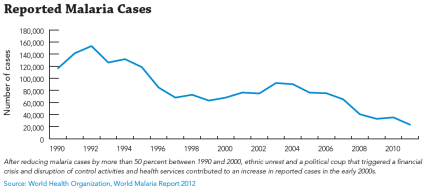 Reported Malaria Cases
Number of cases
180,000
160,000
140,000
120,000
100,000
80,000
60,000
40,000
20,000
0
1990 1992 1994 1996 1998 2000 2002 2004 2006 2008 2010
After reducing malaria cases by more than 50 percent between 1990 and 2000, ethnic unrest and a political coup that triggered a financial
crisis and disruption of control activities and health services contributed to an increase in reported cases in the early 2000s.
Source: World Health Organization, World Malaria Report 2012